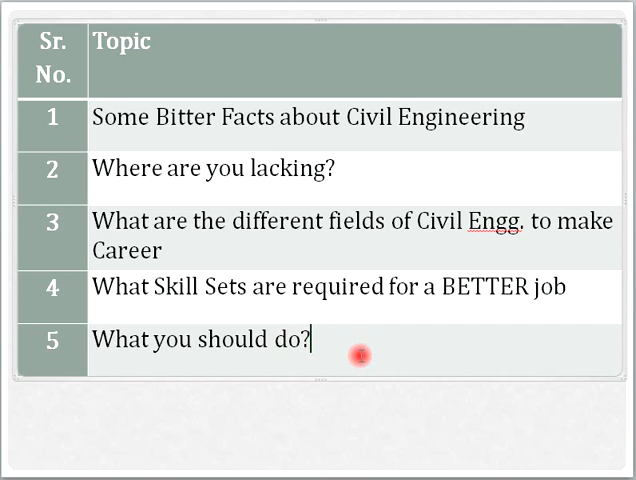 Sr. Topic
No.
1 Some Bitter Facts about Civil Engineering
2 Where are you lacking?
3 What are the different fields of Civil Engg. to make
Career
4 What Skill Sets are required for a BETTER job
5 What you should do?